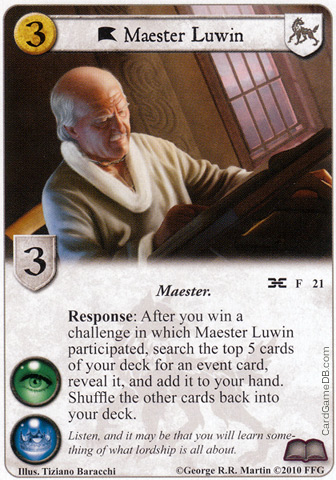 3
Maester Luwin
3
Maester.
F 21
Response: After you win a
challenge in which Maester Luwin
participated, search the top 5 cards
of your deck for an event card,
reveal it, and add it to your hand.
Shuffle the other cards back into
your deck.
Listen, and it may be that you will learn some-
thing of what lordship is all about.
Illus. Tiziano Baracchi
©George R.R. Martin ©2010 FFG
CardGameDB.com